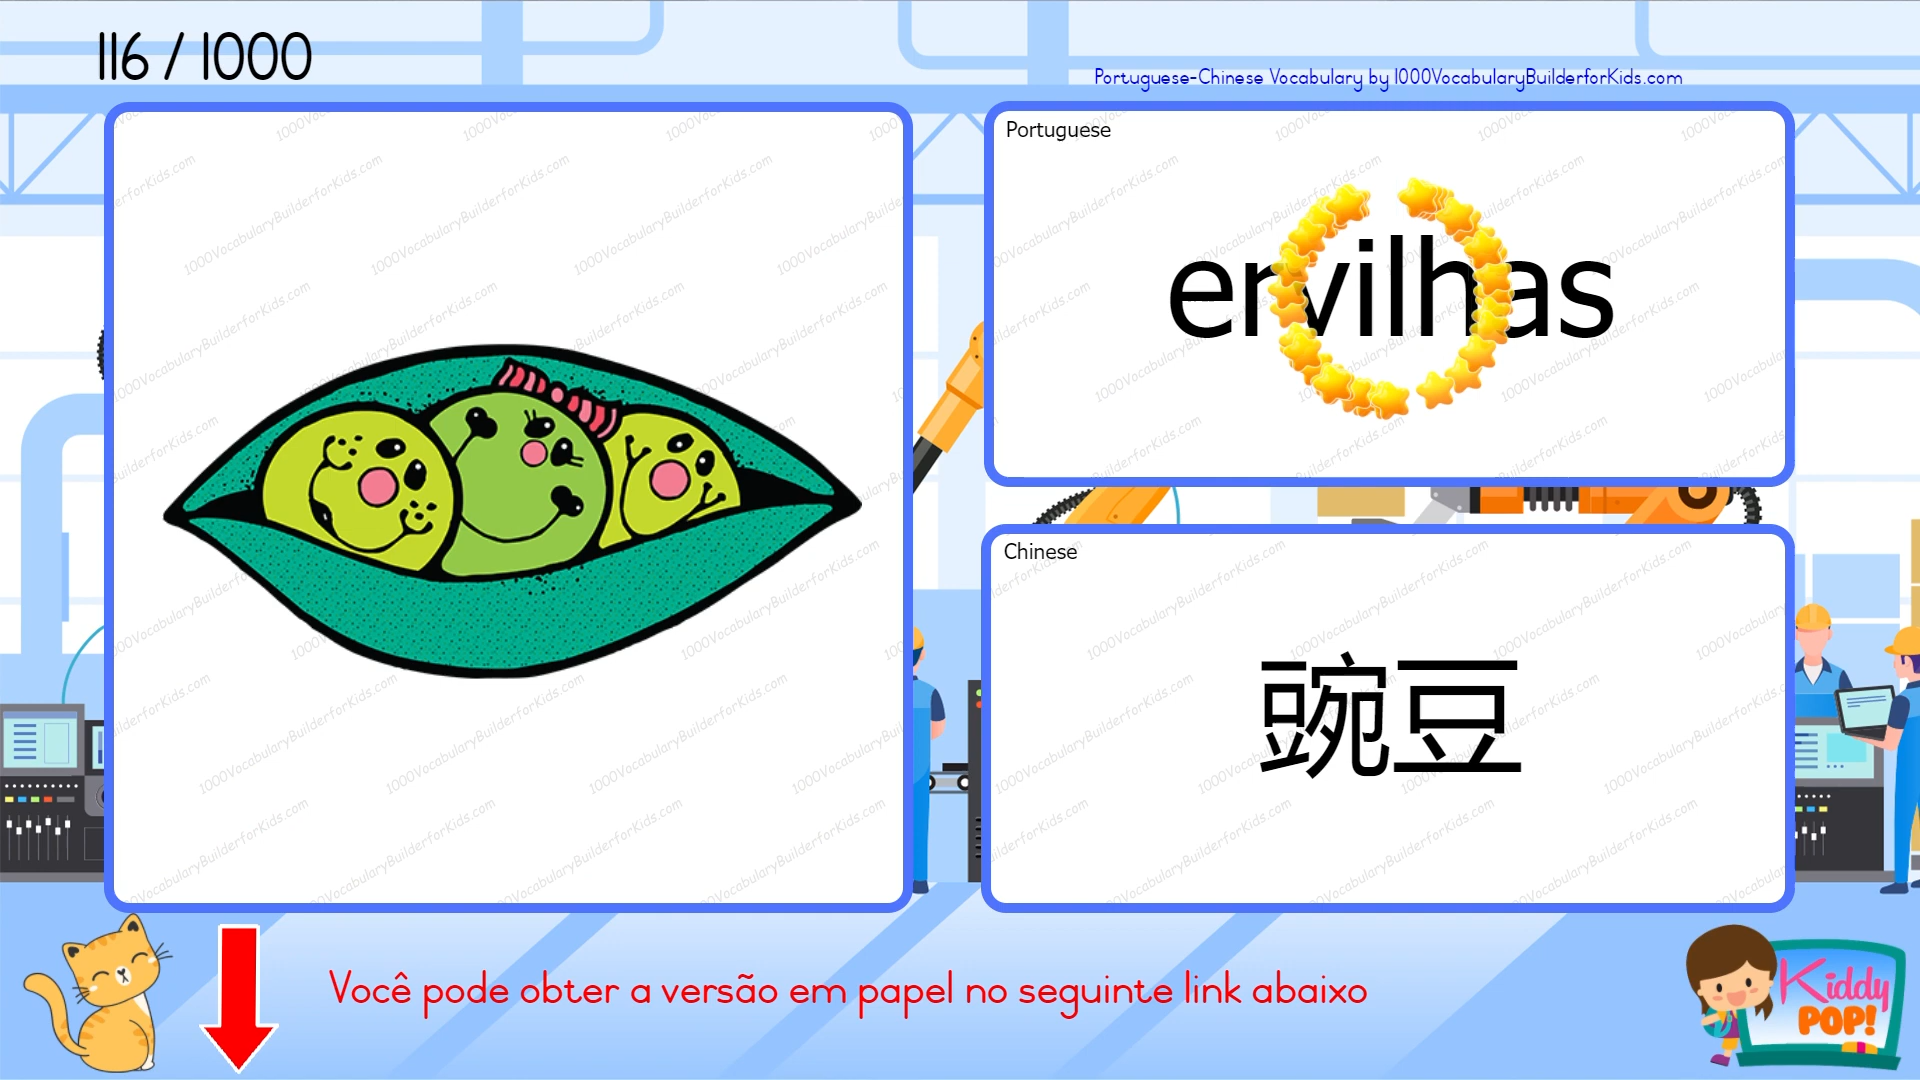 116 / 1000
Portuguese-Chinese Vocabulary by 1000VocabularyBuilderforKids.com
Portuguese
ervilhas
Chinese
豌豆
Você pode obter a versão em papel no seguinte link abaixo
Kiddy
POP!